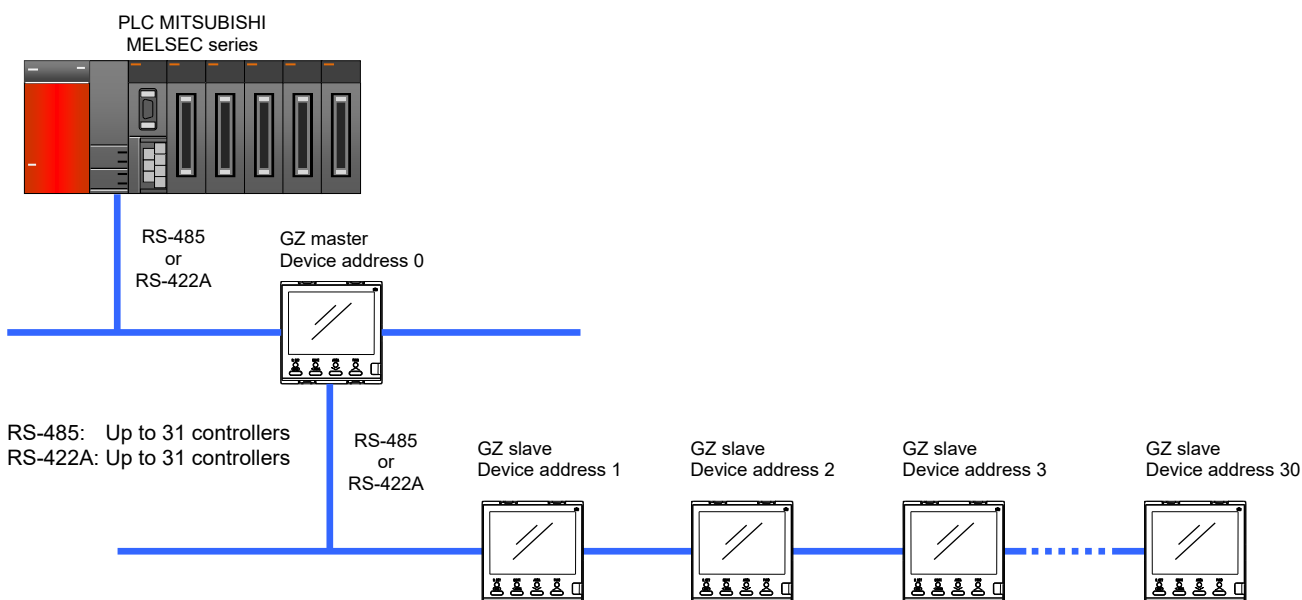 PLC MITSUBISHI
MELSEC series
RS-485
or
RS-422A
GZ master
Device address 0
RS-485: Up to 31 controllers
RS-422A: Up to 31 controllers
RS-485
or
RS-422A
GZ slave
Device address 1
GZ slave
Device address 2
GZ slave
Device address 3
GZ slave
Device address 30